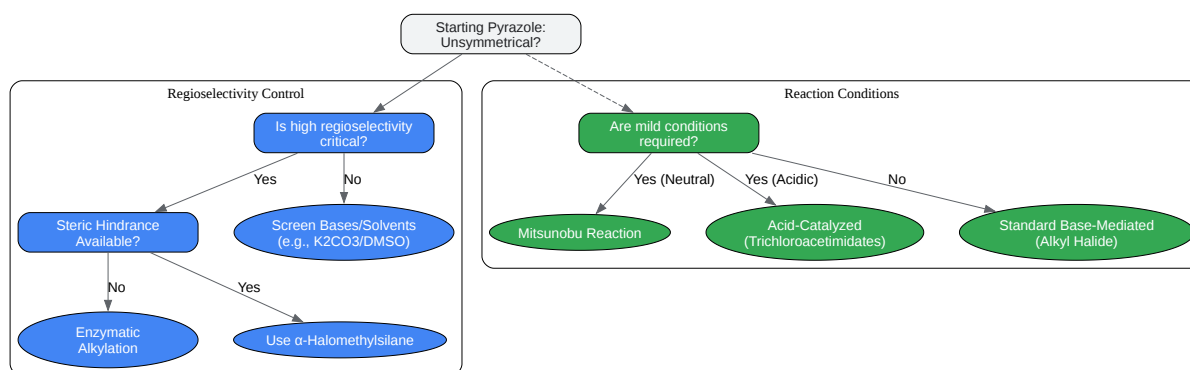 Starting Pyrazole:
Unsymmetrical?
Regioselectivity Control
Is high regioselectivity
critical?
Yes
No
Steric Hindrance
Available?
Screen Bases/Solvents
(e.g., K2CO3/DMSO)
No
Yes
Enzymatic
Alkylation
Use α-Halomethylsilane
Reaction Conditions
Are mild conditions
required?
Yes (Neutral)
Yes (Acidic)
No
Mitsunobu Reaction
Acid-Catalyzed
(Trichloroacetimidates)
Standard Base-Mediated
(Alkyl Halide)